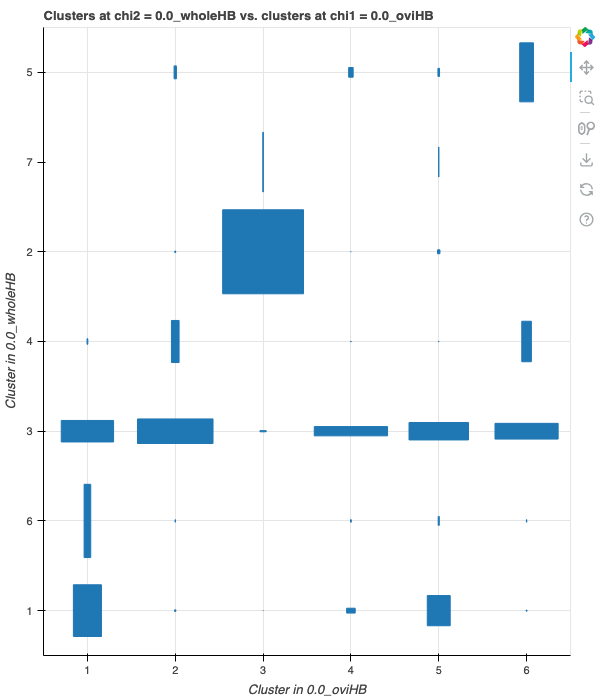 Clusters at chi2 = 0.0_wholeHB vs. clusters at chi1 = 0.0_oviHB
5
7
2
4
3
6
1
Cluster in 0.0_wholeHB
1 2 3 4 5 6
Cluster in 0.0_oviHB